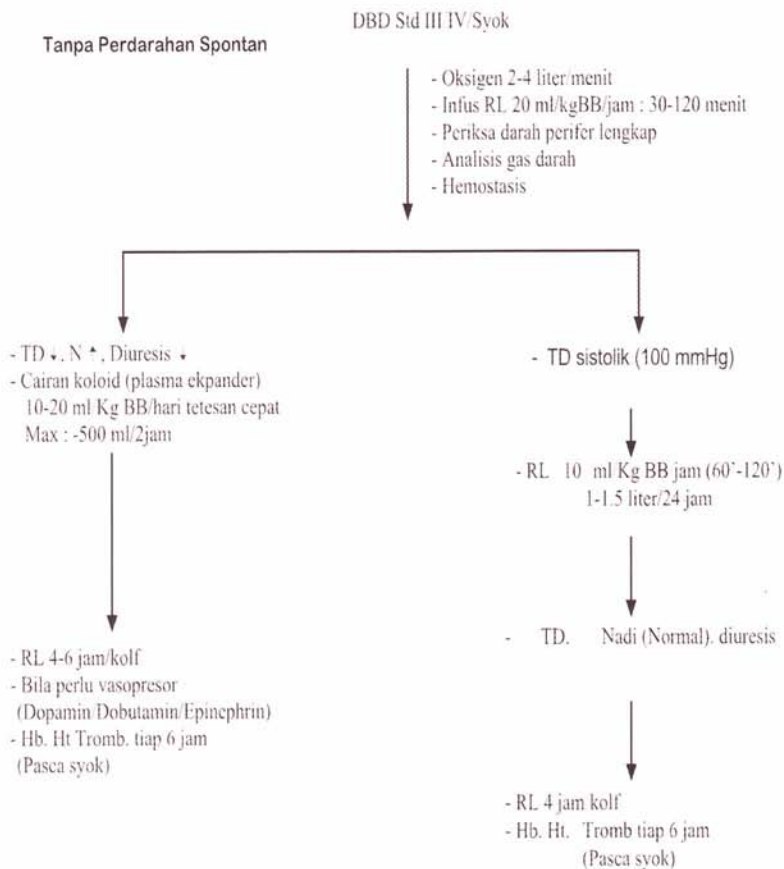 DBD Std III/IV/Syok
Tanpa Perdarahan Spontan
- Oksigen 2-4 liter/menit
- Infus RL 20 ml/kgBB/jam : 30-120 menit
- Periksa darah perifer lengkap
- Analisis gas darah
- Hemostasis
- TD ↓. N ↑. Diuresis ↓
- Cairan koloid (plasma ekpander)
10-20 ml/Kg BB/hari tetesan cepat
Max : -500 ml/2jam
- RL 4-6 jam/kolf
- Bila perlu vasopresor
(Dopamin/Dobutamin/Epinephrin)
- Hb. Ht Tromb. tiap 6 jam
(Pasca syok)
- TD sistolik (100 mmHg)
- RL 10 ml Kg BB jam (60`-120`)
1-1.5 liter/24 jam
- TD. Nadi (Normal). diuresis
- RL 4 jam kolf
- Hb. Ht. Tromb tiap 6 jam
(Pasca syok)